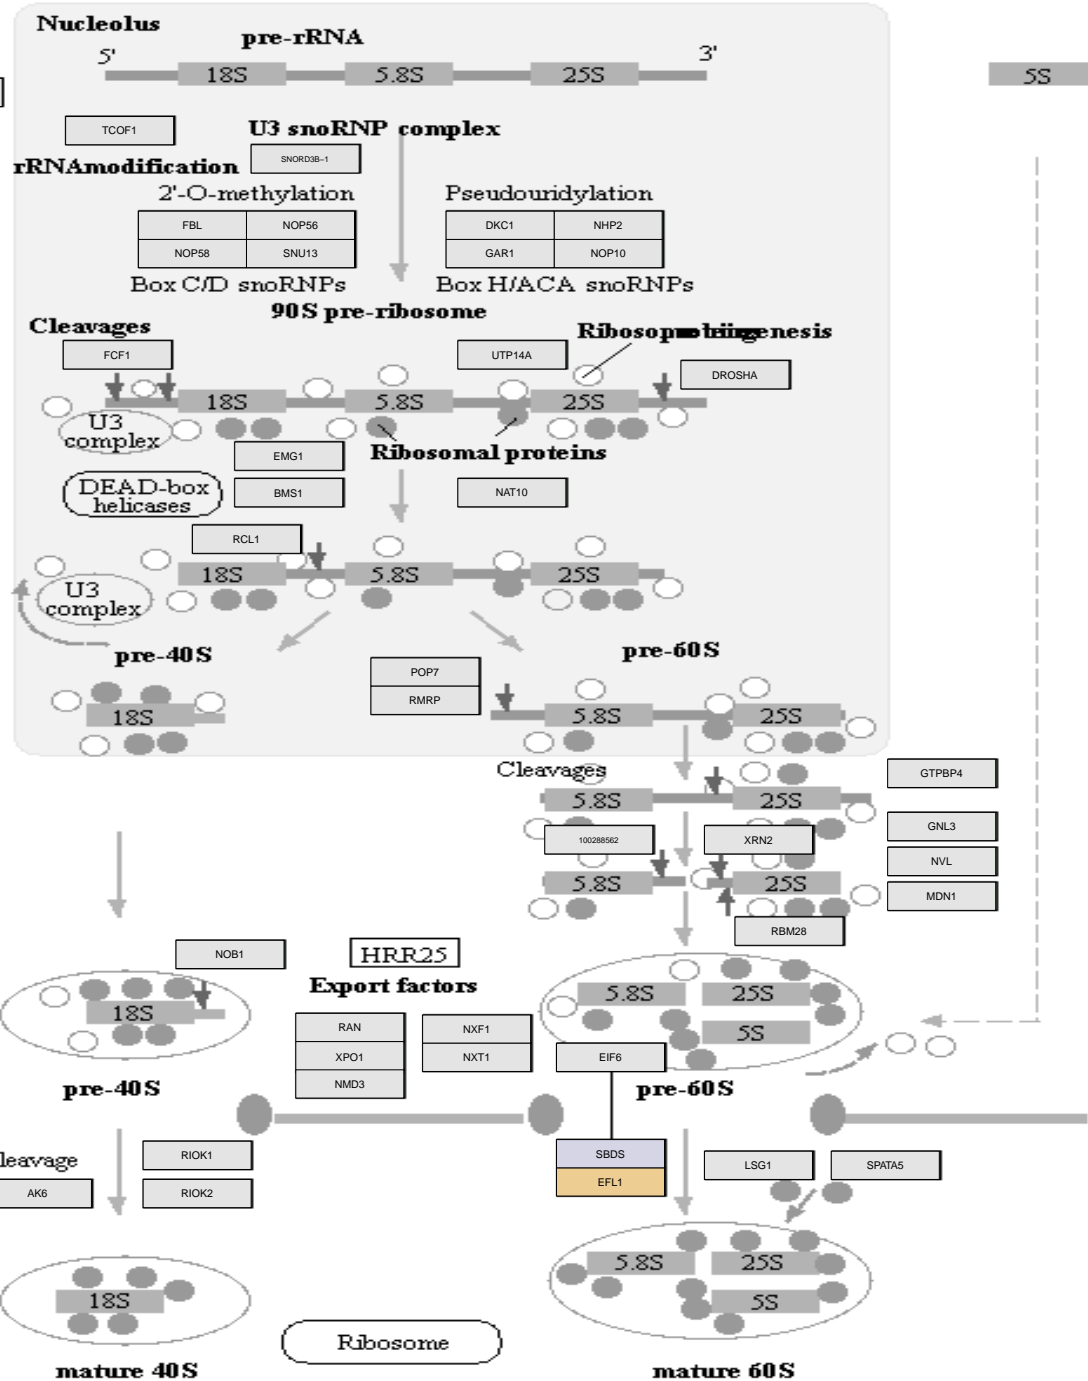 Nucleolus
pre-rRNA
5'
3'
18S
5.8S
25S
5S
TCOF1
U3 snoRNP complex
rRNAmodification
SNORD3B-1
2'-O-methylation
Pseudouridylation
FBL
NOP56
DKC1
NHP2
NOP58
SNU13
GAR1
NOP10
Box C/D snoRNPs
Box H/ACA snoRNPs
90S pre-ribosome
Cleavages
FCF1
UTP14A
DROSHA
18S
5.8S
25S
U3
complex
Ribosomal proteins
EMG1
DEAD-box
helicases
BMS1
NAT10
RCL1
18S
5.8S
25S
U3
complex
pre-40S
pre-60S
POP7
RMRP
18S
5.8S
25S
Cleavages
GTPBP4
5.8S
25S
100288562
XRN2
GNL3
NVL
5.8S
25S
MDN1
RBM28
NOB1
HRR25
Export factors
18S
5.8S
25S
5S
RAN
NXF1
XPO1
NXT1
NMD3
EIF6
pre-40S
pre-60S
leavage
RIOK1
AK6
RIOK2
SBDS
EFL1
LSG1
SPATA5
18S
5.8S
25S
5S
Ribosome
mature 40S
mature 60S